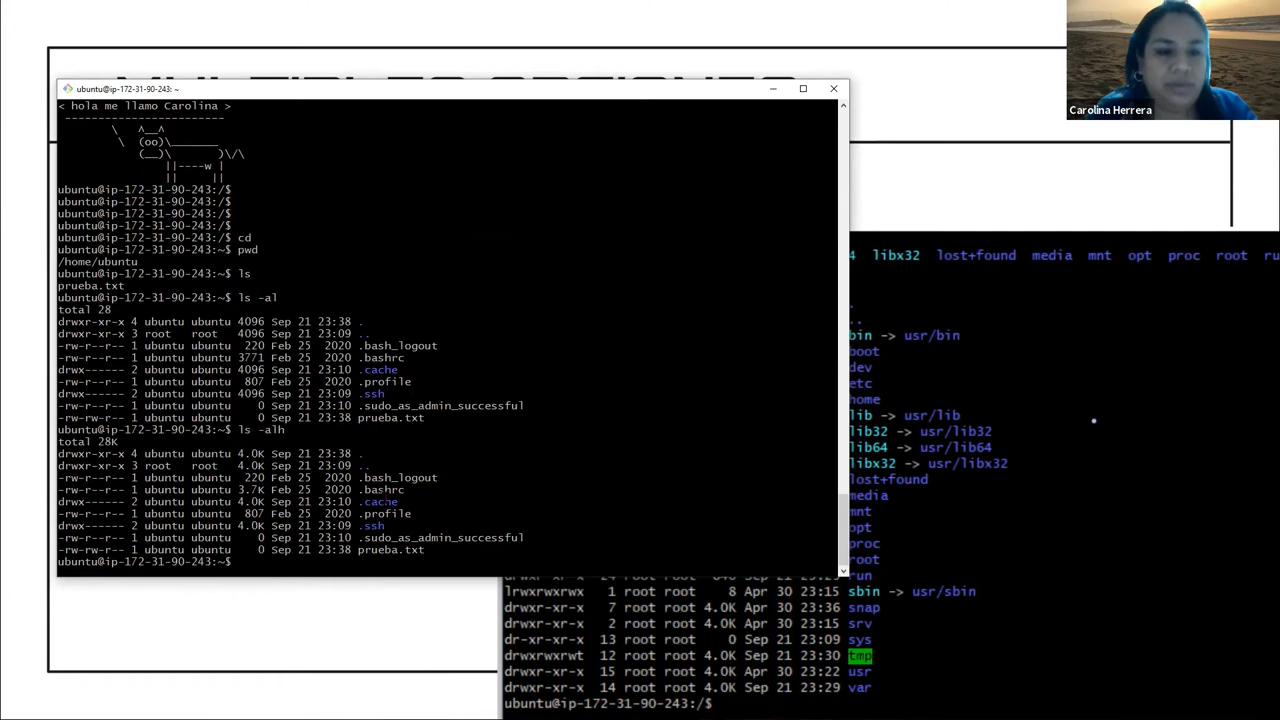 ubuntu@ip-172-31-90-243: ~
< hola me llamo Carolina >
------------------------
\   ^__^
\  (oo)\_______
(__)\       )\/\
||----w |
||     ||
ubuntu@ip-172-31-90-243:/$
ubuntu@ip-172-31-90-243:/$
ubuntu@ip-172-31-90-243:/$
ubuntu@ip-172-31-90-243:/$
ubuntu@ip-172-31-90-243:/$ cd
ubuntu@ip-172-31-90-243:~$ pwd
/home/ubuntu
ubuntu@ip-172-31-90-243:~$ ls
prueba.txt
ubuntu@ip-172-31-90-243:~$ ls -al
total 28
drwxr-xr-x 4 ubuntu ubuntu 4096 Sep 21 23:38 .
drwxr-xr-x 3 root   root   4096 Sep 21 23:09 ..
-rw-r--r-- 1 ubuntu ubuntu  220 Feb 25  2020 .bash_logout
-rw-r--r-- 1 ubuntu ubuntu 3771 Feb 25  2020 .bashrc
drwx------ 2 ubuntu ubuntu 4096 Sep 21 23:10 .cache
-rw-r--r-- 1 ubuntu ubuntu  807 Feb 25  2020 .profile
drwx------ 2 ubuntu ubuntu 4096 Sep 21 23:09 .ssh
-rw-r--r-- 1 ubuntu ubuntu    0 Sep 21 23:10 .sudo_as_admin_successful
-rw-rw-r-- 1 ubuntu ubuntu    0 Sep 21 23:38 prueba.txt
ubuntu@ip-172-31-90-243:~$ ls -alh
total 28K
drwxr-xr-x 4 ubuntu ubuntu 4.0K Sep 21 23:38 .
drwxr-xr-x 3 root   root   4.0K Sep 21 23:09 ..
-rw-r--r-- 1 ubuntu ubuntu  220 Feb 25  2020 .bash_logout
-rw-r--r-- 1 ubuntu ubuntu 3.7K Feb 25  2020 .bashrc
drwx------ 2 ubuntu ubuntu 4.0K Sep 21 23:10 .cache
-rw-r--r-- 1 ubuntu ubuntu  807 Feb 25  2020 .profile
drwx------ 2 ubuntu ubuntu 4.0K Sep 21 23:09 .ssh
-rw-r--r-- 1 ubuntu ubuntu    0 Sep 21 23:10 .sudo_as_admin_successful
-rw-rw-r-- 1 ubuntu ubuntu    0 Sep 21 23:38 prueba.txt
ubuntu@ip-172-31-90-243:~$
Carolina Herrera
4 libx32 lost+found media mnt opt proc root ru
.
..
bin -> usr/bin
boot
dev
etc
home
lib -> usr/lib
lib32 -> usr/lib32
lib64 -> usr/lib64
libx32 -> usr/libx32
lost+found
media
mnt
opt
proc
root
run
lrwxrwxrwx  1 root root    8 Apr 30 23:15 sbin -> usr/sbin
drwxr-xr-x  7 root root 4.0K Apr 30 23:36 snap
drwxr-xr-x  2 root root 4.0K Apr 30 23:15 srv
dr-xr-xr-x 13 root root    0 Sep 21 23:09 sys
drwxrwxrwt 12 root root 4.0K Sep 21 23:30 tmp
drwxr-xr-x 15 root root 4.0K Apr 30 23:22 usr
drwxr-xr-x 14 root root 4.0K Sep 21 23:29 var
ubuntu@ip-172-31-90-243:/$